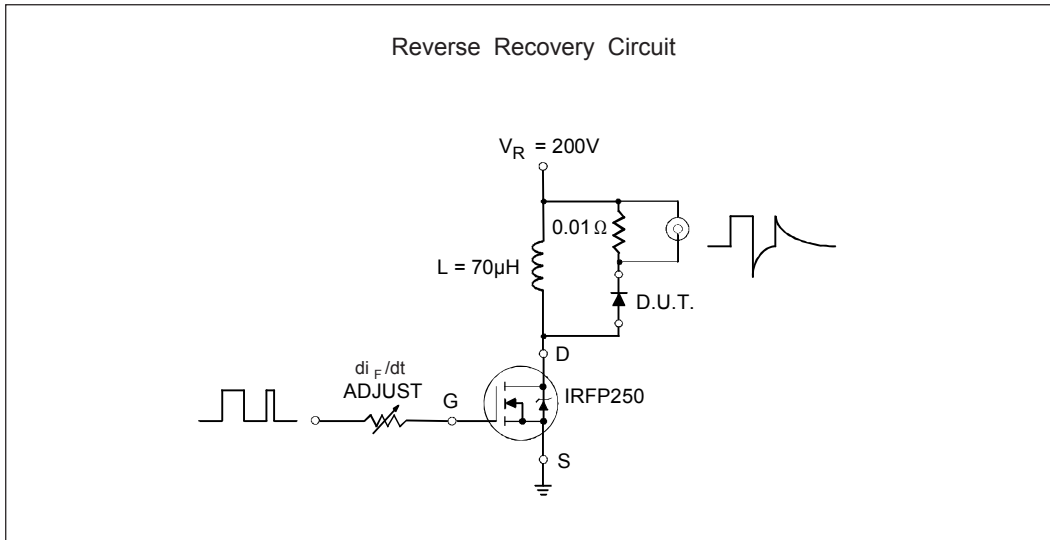 Reverse Recovery Circuit
V_R = 200V
0.01 Ω
L = 70µH
D.U.T.
D
di_F/dt
ADJUST
G
IRFP250
S